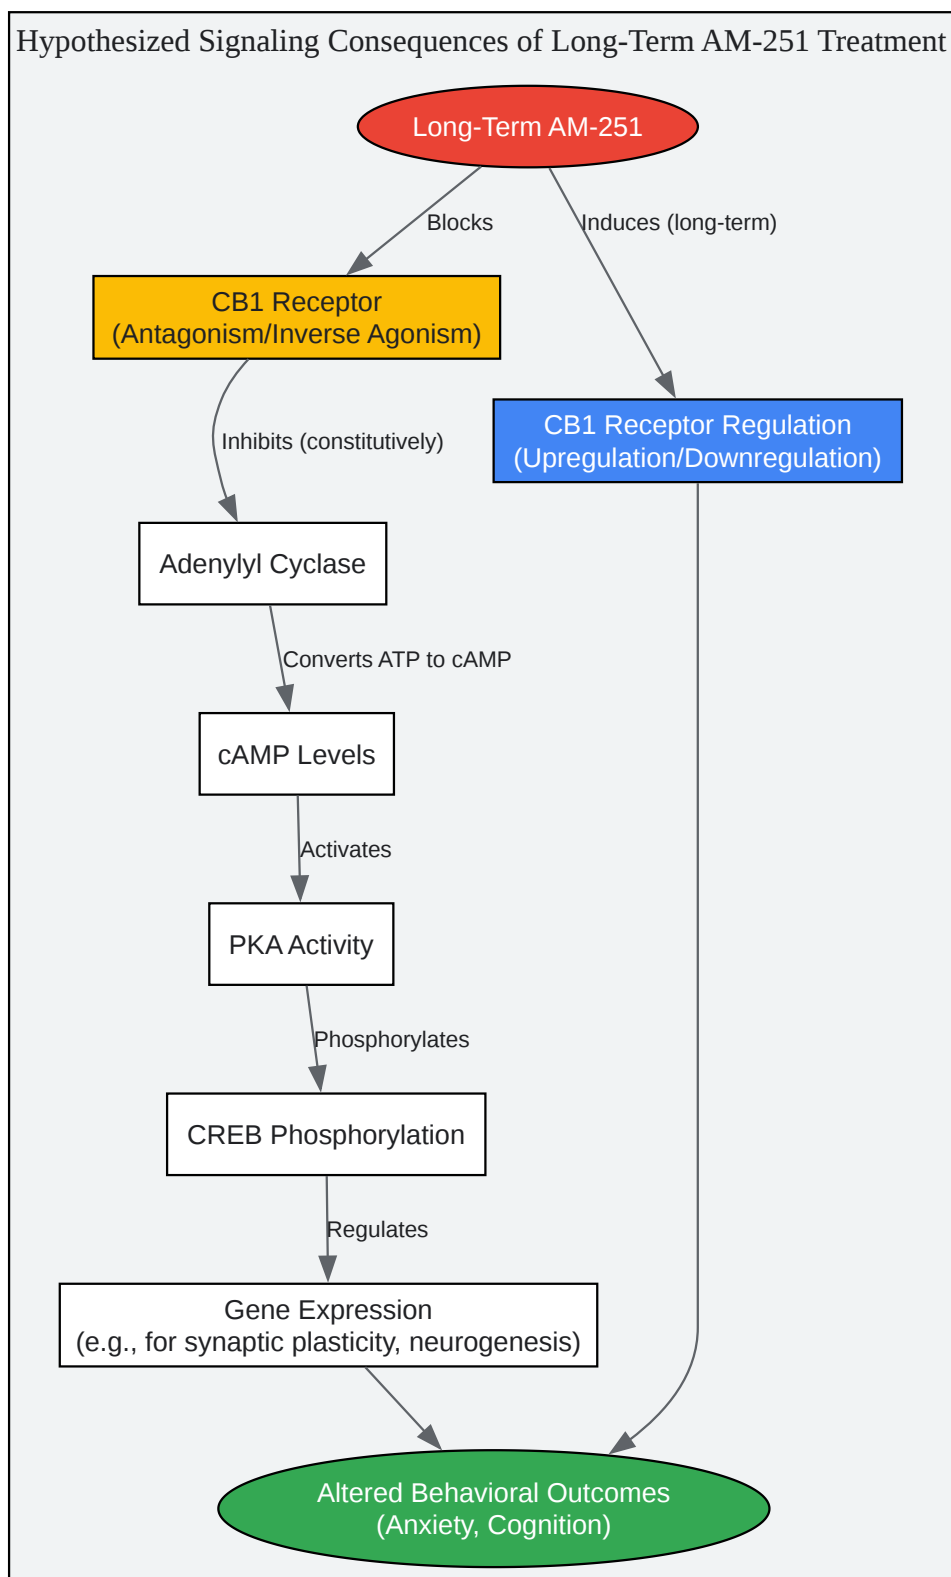 Hypothesized Signaling Consequences of Long-Term AM-251 Treatment
Long-Term AM-251
Blocks
Induces (long-term)
CB1 Receptor
(Antagonism/Inverse Agonism)
CB1 Receptor Regulation
(Upregulation/Downregulation)
Inhibits (constitutively)
Adenylyl Cyclase
Converts ATP to cAMP
cAMP Levels
Activates
PKA Activity
Phosphorylates
CREB Phosphorylation
Regulates
Gene Expression
(e.g., for synaptic plasticity, neurogenesis)
Altered Behavioral Outcomes
(Anxiety, Cognition)